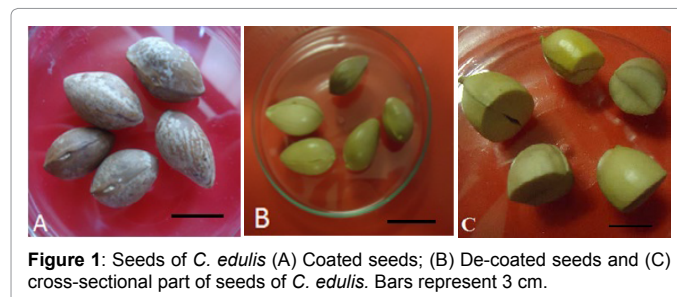 A
B
C
Figure 1: Seeds of C. edulis (A) Coated seeds; (B) De-coated seeds and (C)
cross-sectional part of seeds of C. edulis. Bars represent 3 cm.